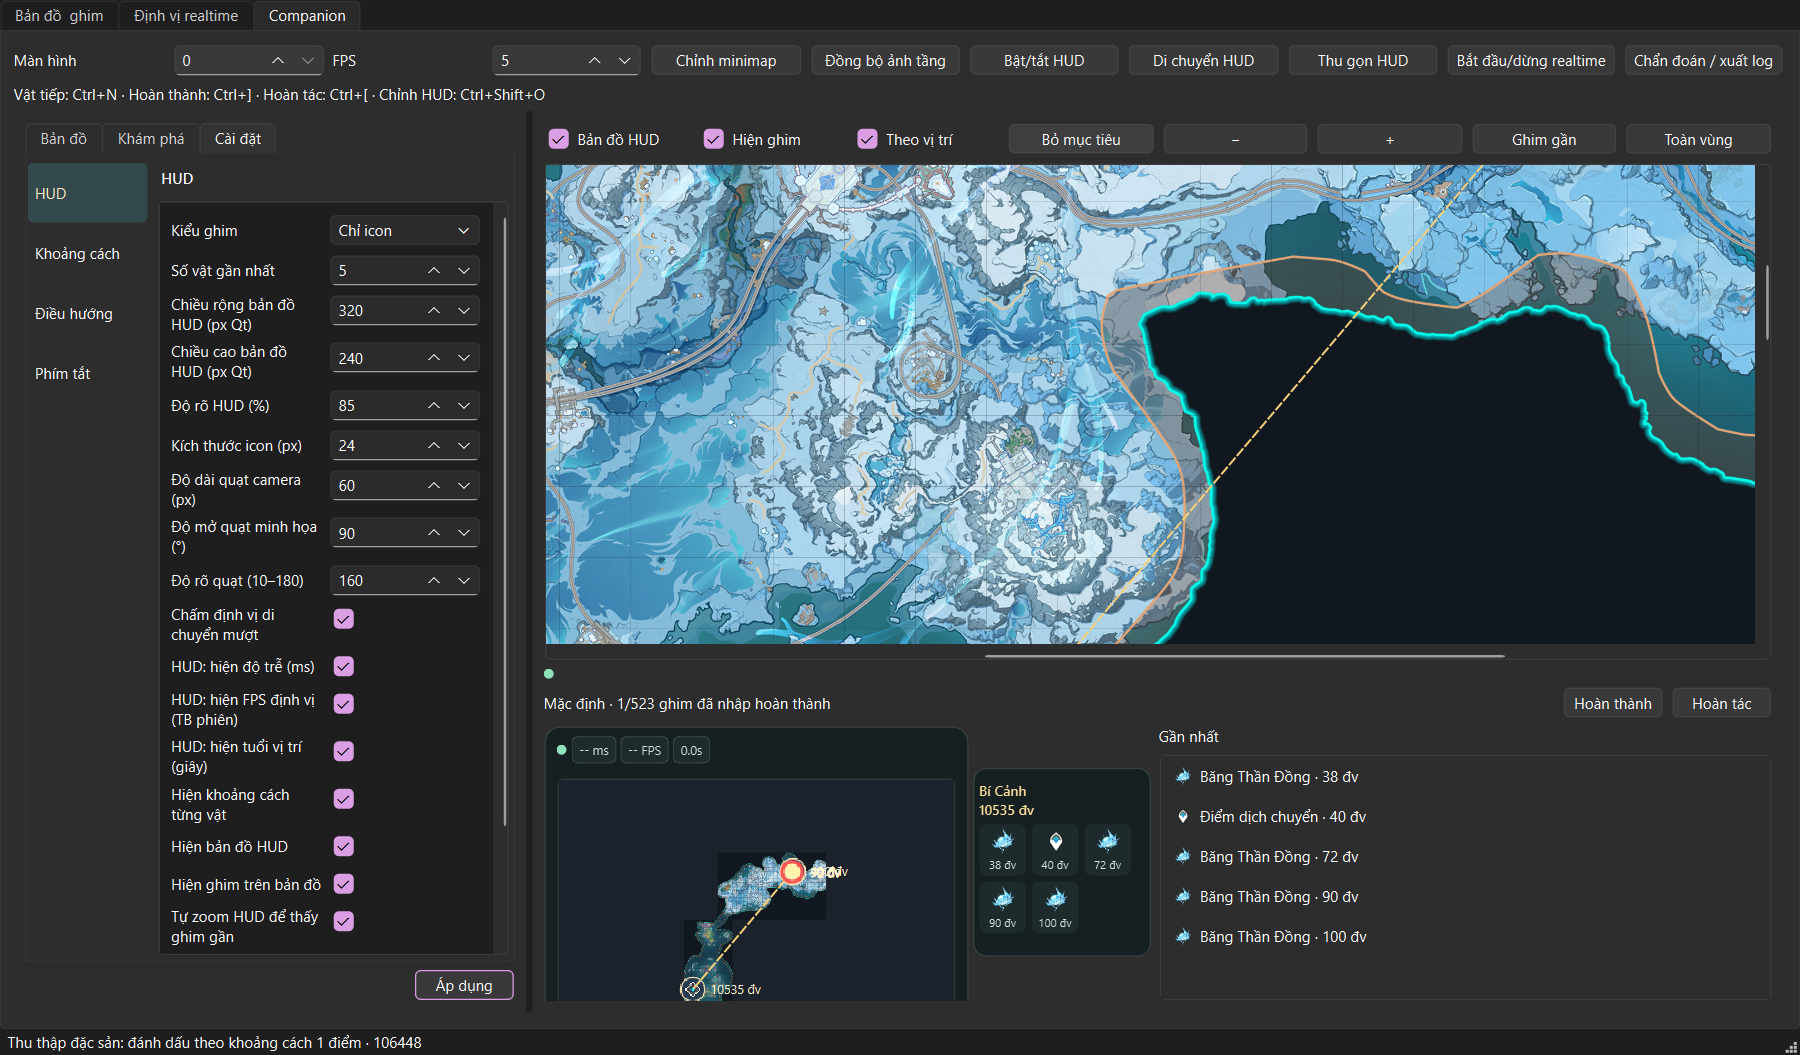 Bản đồ ghim
Định vị realtime
Companion
Màn hình
0
FPS
5
Chỉnh minimap
Đồng bộ ảnh tầng
Bật/tắt HUD
Di chuyển HUD
Thu gọn HUD
Bắt đầu/dừng realtime
Chẩn đoán / xuất log
Vật tiếp: Ctrl+N · Hoàn thành: Ctrl+] · Hoàn tác: Ctrl+[ · Chỉnh HUD: Ctrl+Shift+O
Bản đồ
Khám phá
Cài đặt
HUD
Khoảng cách
Điều hướng
Phím tắt
HUD
Kiểu ghim
Chỉ icon
Số vật gần nhất
5
Chiều rộng bản đồ
HUD (px Qt)
320
Chiều cao bản đồ
HUD (px Qt)
240
Độ rõ HUD (%)
85
Kích thước icon (px)
24
Độ dài quạt camera
(px)
60
Độ mở quạt minh họa
(°)
90
Độ rõ quạt (10–180)
160
Chấm định vị di
chuyển mượt
HUD: hiện độ trễ (ms)
HUD: hiện FPS định vị
(TB phiên)
HUD: hiện tuổi vị trí
(giây)
Hiện khoảng cách
từng vật
Hiện bản đồ HUD
Hiện ghim trên bản đồ
Tự zoom HUD để thấy
ghim gần
Áp dụng
Bản đồ HUD
Hiện ghim
Theo vị trí
Bỏ mục tiêu
–
+
Ghim gần
Toàn vùng
Mặc định · 1/523 ghim đã nhập hoàn thành
Hoàn thành
Hoàn tác
-- ms
-- FPS
0.0s
10535 đv
Bí Cảnh
10535 đv
38 đv
40 đv
72 đv
90 đv
100 đv
Gần nhất
Băng Thần Đồng · 38 đv
Điểm dịch chuyển · 40 đv
Băng Thần Đồng · 72 đv
Băng Thần Đồng · 90 đv
Băng Thần Đồng · 100 đv
Thu thập đặc sản: đánh dấu theo khoảng cách 1 điểm · 106448